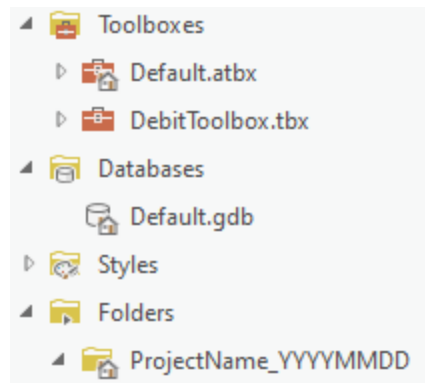 Toolboxes
Default.atbx
DebitToolbox.tbx
Databases
Default.gdb
Styles
Folders
ProjectName_YYYYMMDD